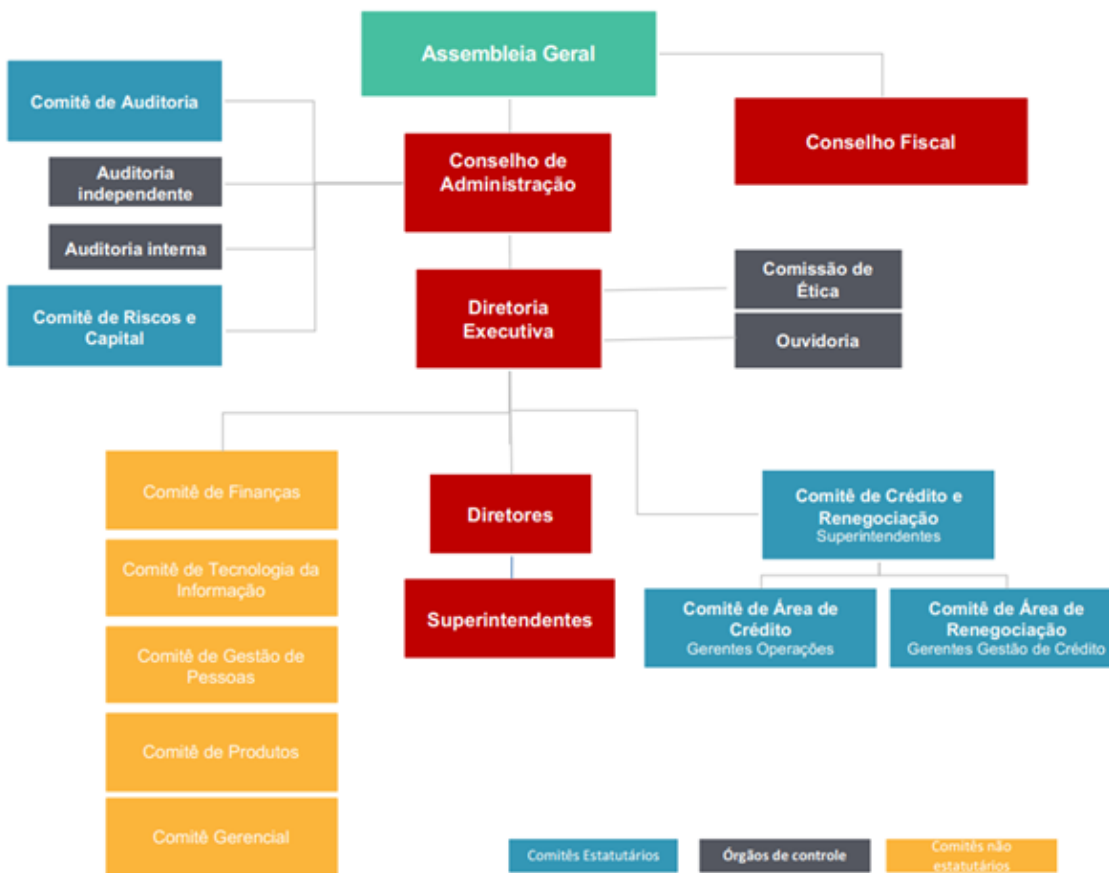 Assembleia Geral
Comitê de Auditoria
Conselho Fiscal
Conselho de
Administração
Auditoria
independente
Auditoria interna
Comitê de Riscos e
Capital
Diretoria
Executiva
Comissão de
Ética
Ouvidoria
Comitê de Finanças
Comitê de Tecnologia da
Informação
Comitê de Gestão de
Pessoas
Comitê de Produtos
Comitê Gerencial
Diretores
Superintendentes
Comitê de Crédito e
Renegociação
Superintendentes
Comitê de Área de
Crédito
Gerentes Operações
Comitê de Área de
Renegociação
Gerentes Gestão de Crédito
Comitês Estatutários
Órgãos de controle
Comitês não
estatutários